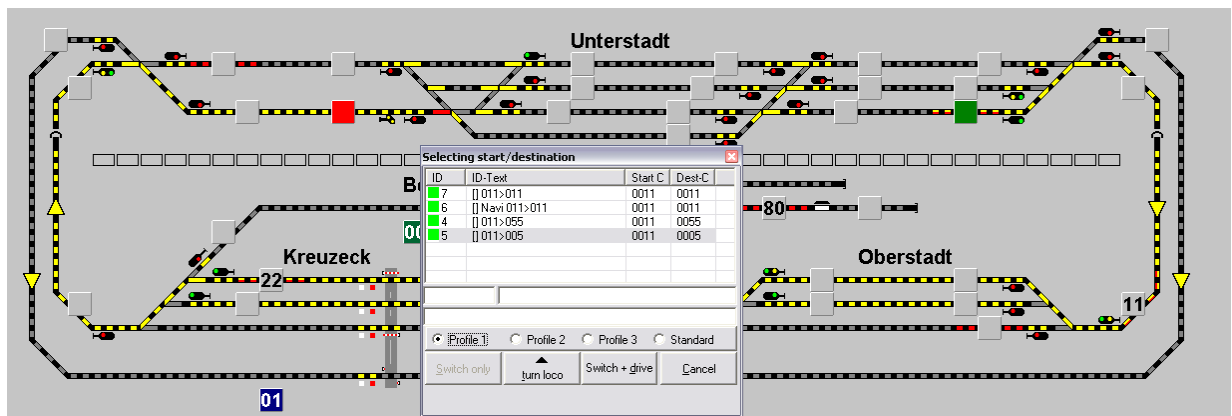 Unterstadt
Selecting start/destination
ID ID-Text Start C Dest-C
7 [] 011>011 0011 0011
6 [] Navi 011>011 0011 0011
4 [] 011>055 0011 0055
5 [] 011>005 0011 0005
80
Kreuzeck
Oberstadt
22
11
Profile 1 Profile 2 Profile 3 Standard
Switch only turn loco Switch + drive Cancel
01